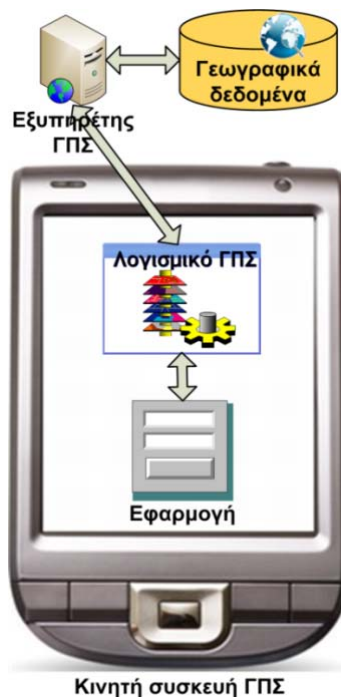 Γεωγραφικά
δεδομένα
Εξυπηρέτης
ΓΠΣ
Λογισμικό ΓΠΣ
Εφαρμογή
Κινητή συσκευή ΓΠΣ